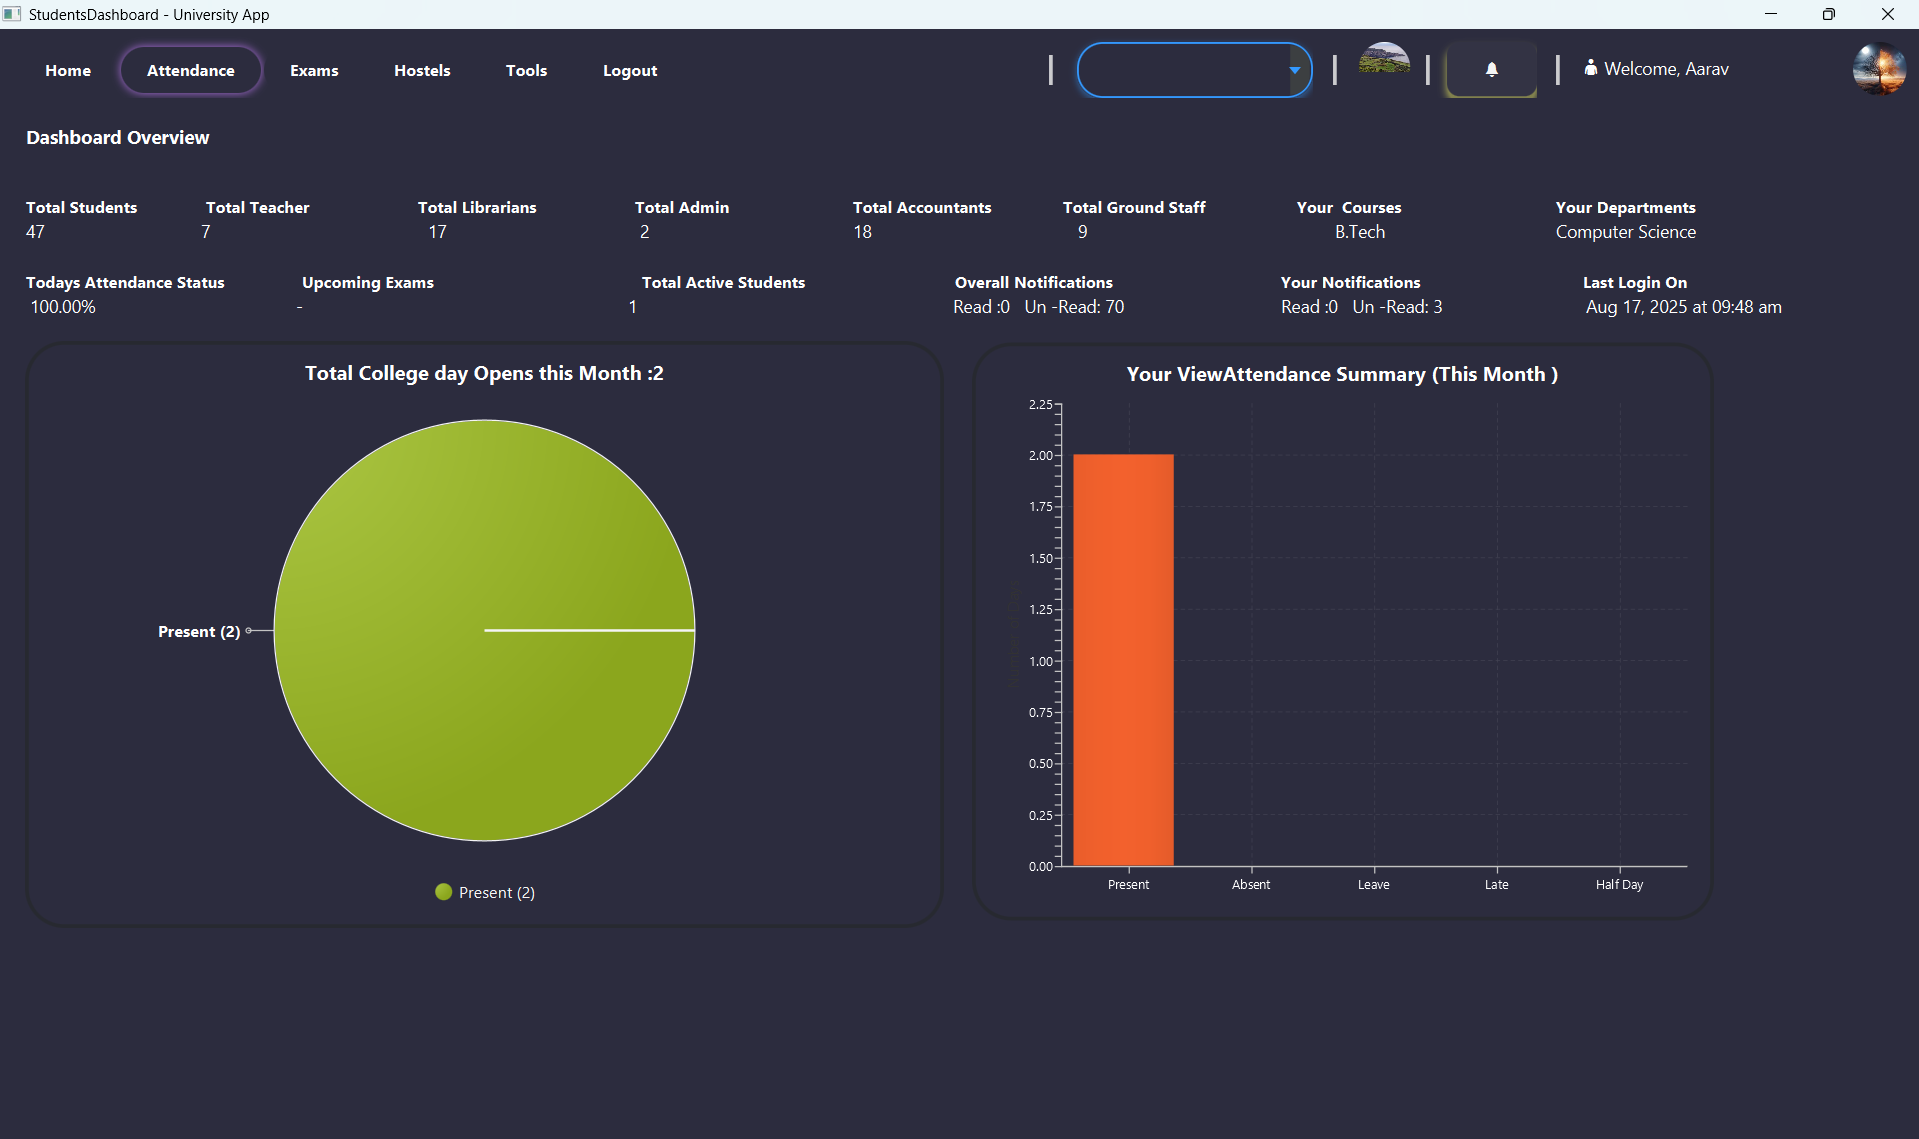 StudentsDashboard - University App
Home Attendance Exams Hostels Tools Logout Welcome, Aarav
Dashboard Overview
Total Students Total Teacher Total Librarians Total Admin Total Accountants Total Ground Staff Your Courses Your Departments
47 7 17 2 18 9 B.Tech Computer Science
Todays Attendance Status Upcoming Exams Total Active Students Overall Notifications Your Notifications Last Login On
100.00% - 1 Read :0 Un -Read: 70 Read :0 Un -Read: 3 Aug 17, 2025 at 09:48 am
Total College day Opens this Month :2
Present (2)
Present (2)
Your ViewAttendance Summary (This Month )
2.25
2.00
1.75
1.50
1.25
1.00
0.75
0.50
0.25
0.00
Present Absent Leave Late Half Day